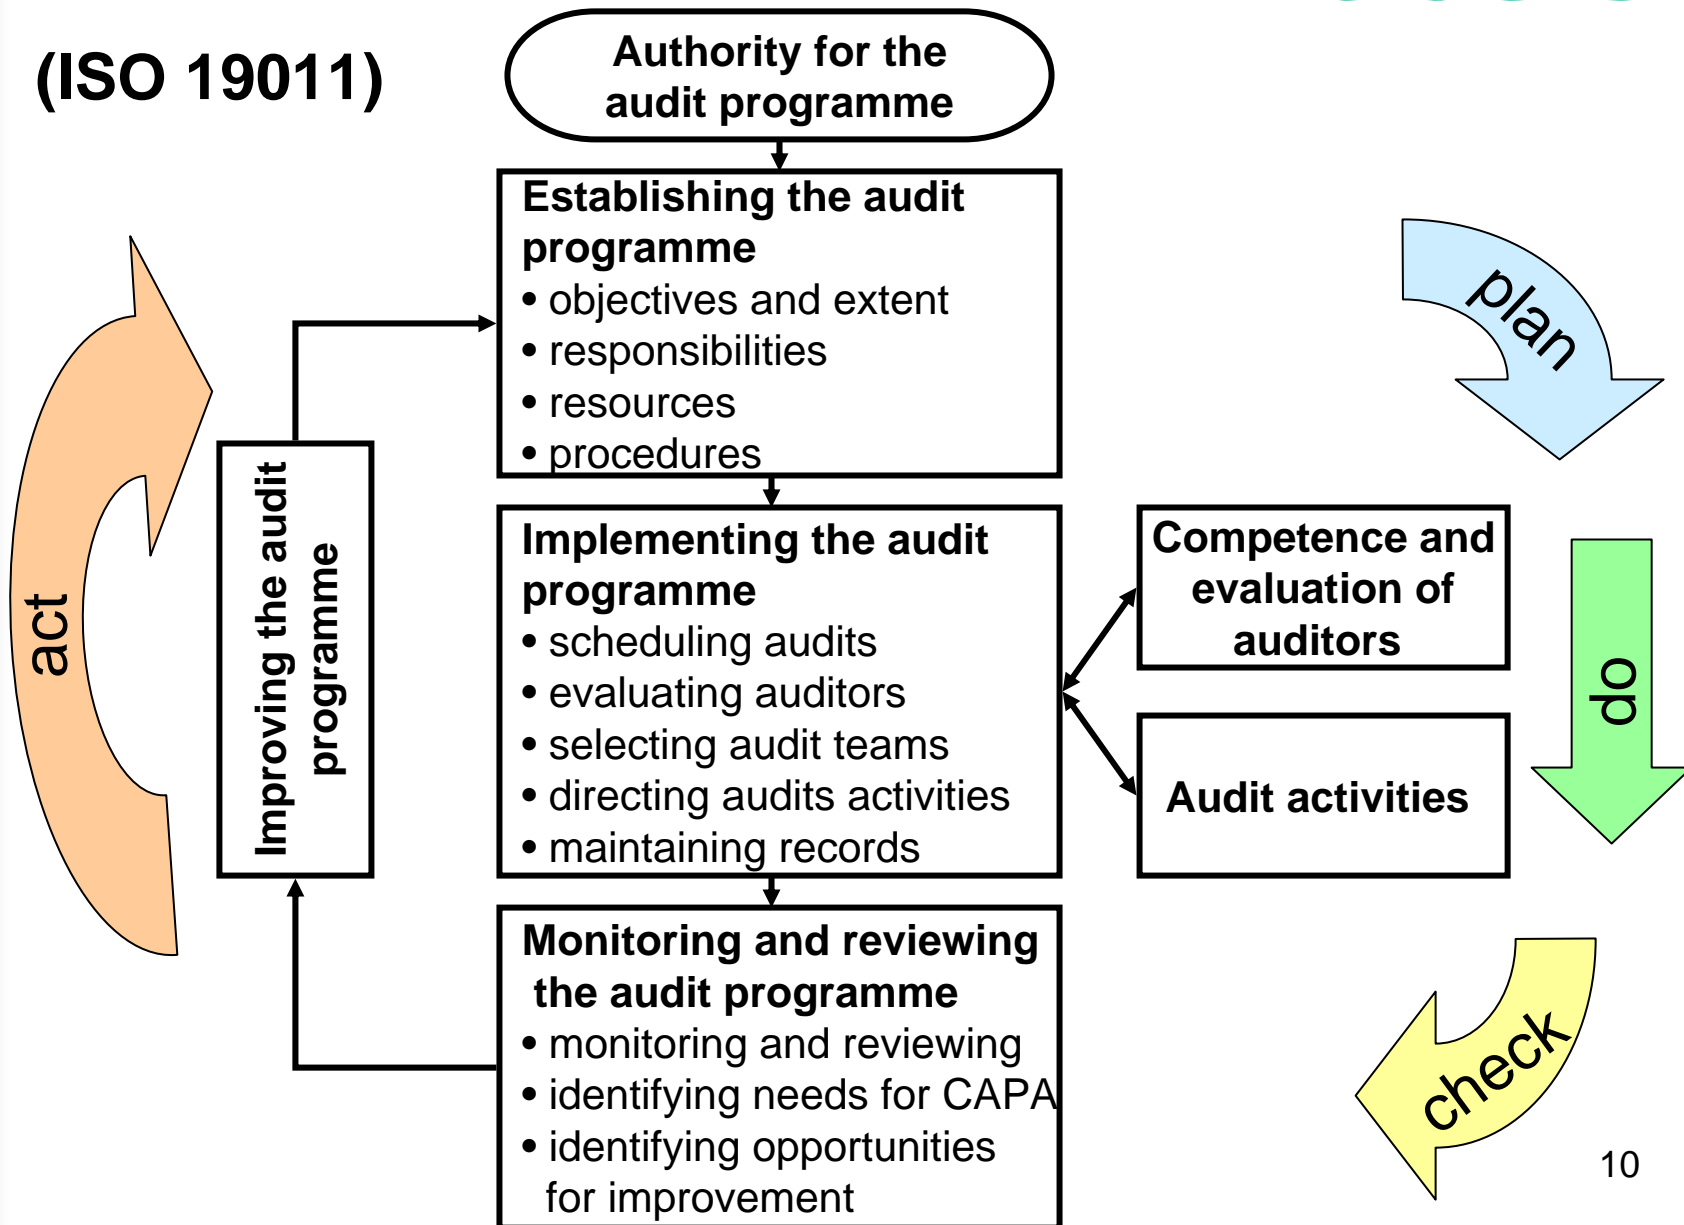 (ISO 19011)
Authority for the
audit programme
Establishing the audit
programme
• objectives and extent
• responsibilities
• resources
• procedures
plan
Improving the audit
programme
act
Implementing the audit
programme
• scheduling audits
• evaluating auditors
• selecting audit teams
• directing audits activities
• maintaining records
Competence and
evaluation of
auditors
Audit activities
do
Monitoring and reviewing
the audit programme
• monitoring and reviewing
• identifying needs for CAPA
• identifying opportunities
for improvement
check
10